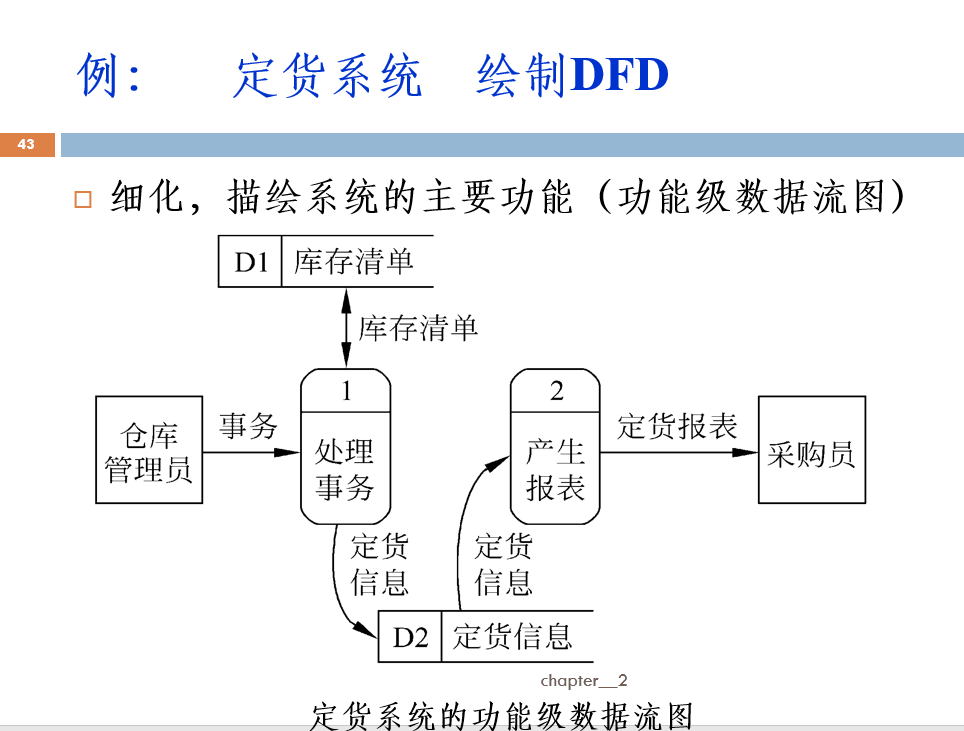 例： 定货系统 绘制DFD
43
细化，描绘系统的主要功能（功能级数据流图）
D1 库存清单
库存清单
1
2
仓库
管理员
事务
处理
事务
产生
报表
定货报表
采购员
定货
信息
定货
信息
D2 定货信息
chapter__2
定货系统的功能级数据流图